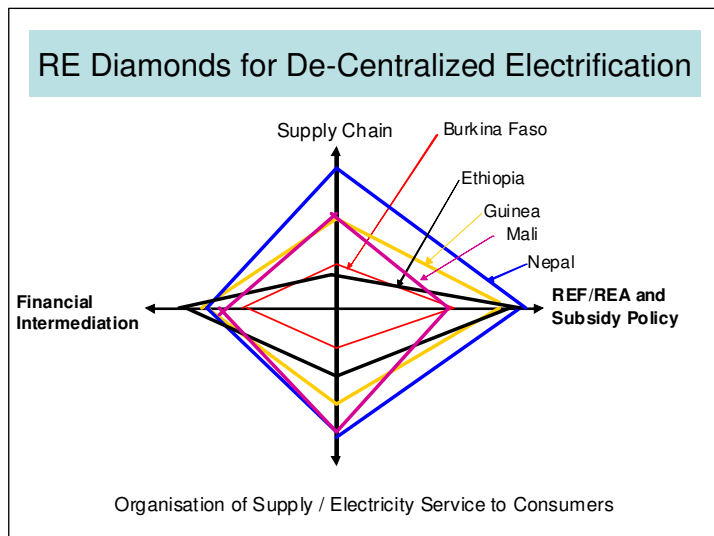 RE Diamonds for De-Centralized Electrification
Supply Chain
Burkina Faso
Ethiopia
Guinea
Mali
Nepal
Financial
Intermediation
REF/REA and
Subsidy Policy
Organisation of Supply / Electricity Service to Consumers